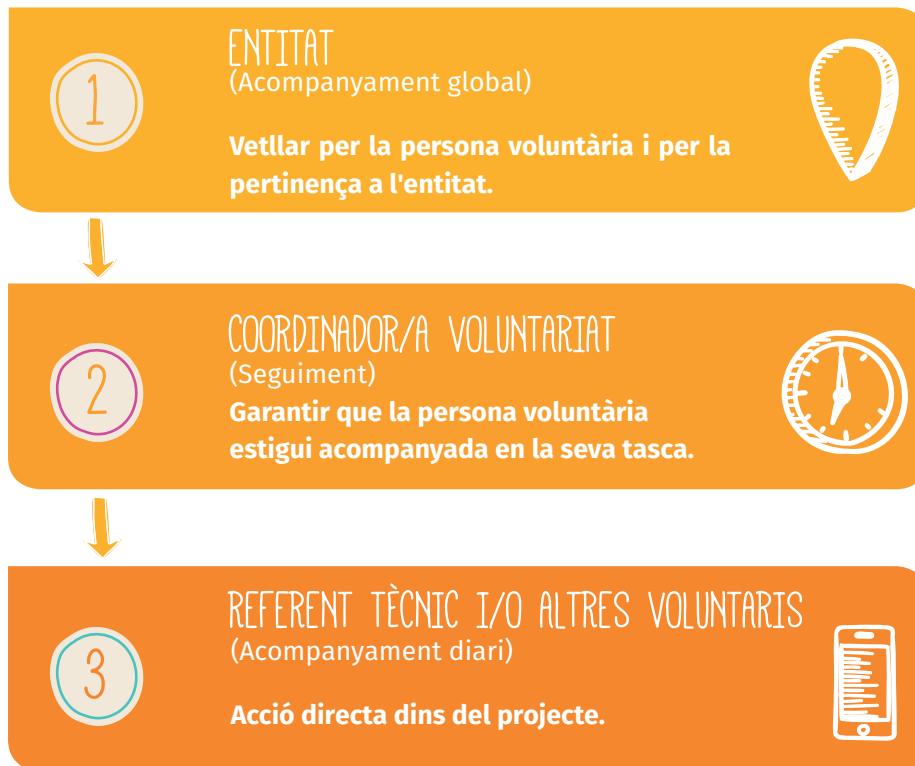 1
ENTITAT
(Acompanyament global)
Vetllar per la persona voluntària i per la
pertinença a l'entitat.
2
COORDINADOR/A VOLUNTARIAT
(Seguiment)
Garantir que la persona voluntària
estigui acompanyada en la seva tasca.
3
REFERENT TÈCNIC I/O ALTRES VOLUNTARIS
(Acompanyament diari)
Acció directa dins del projecte.